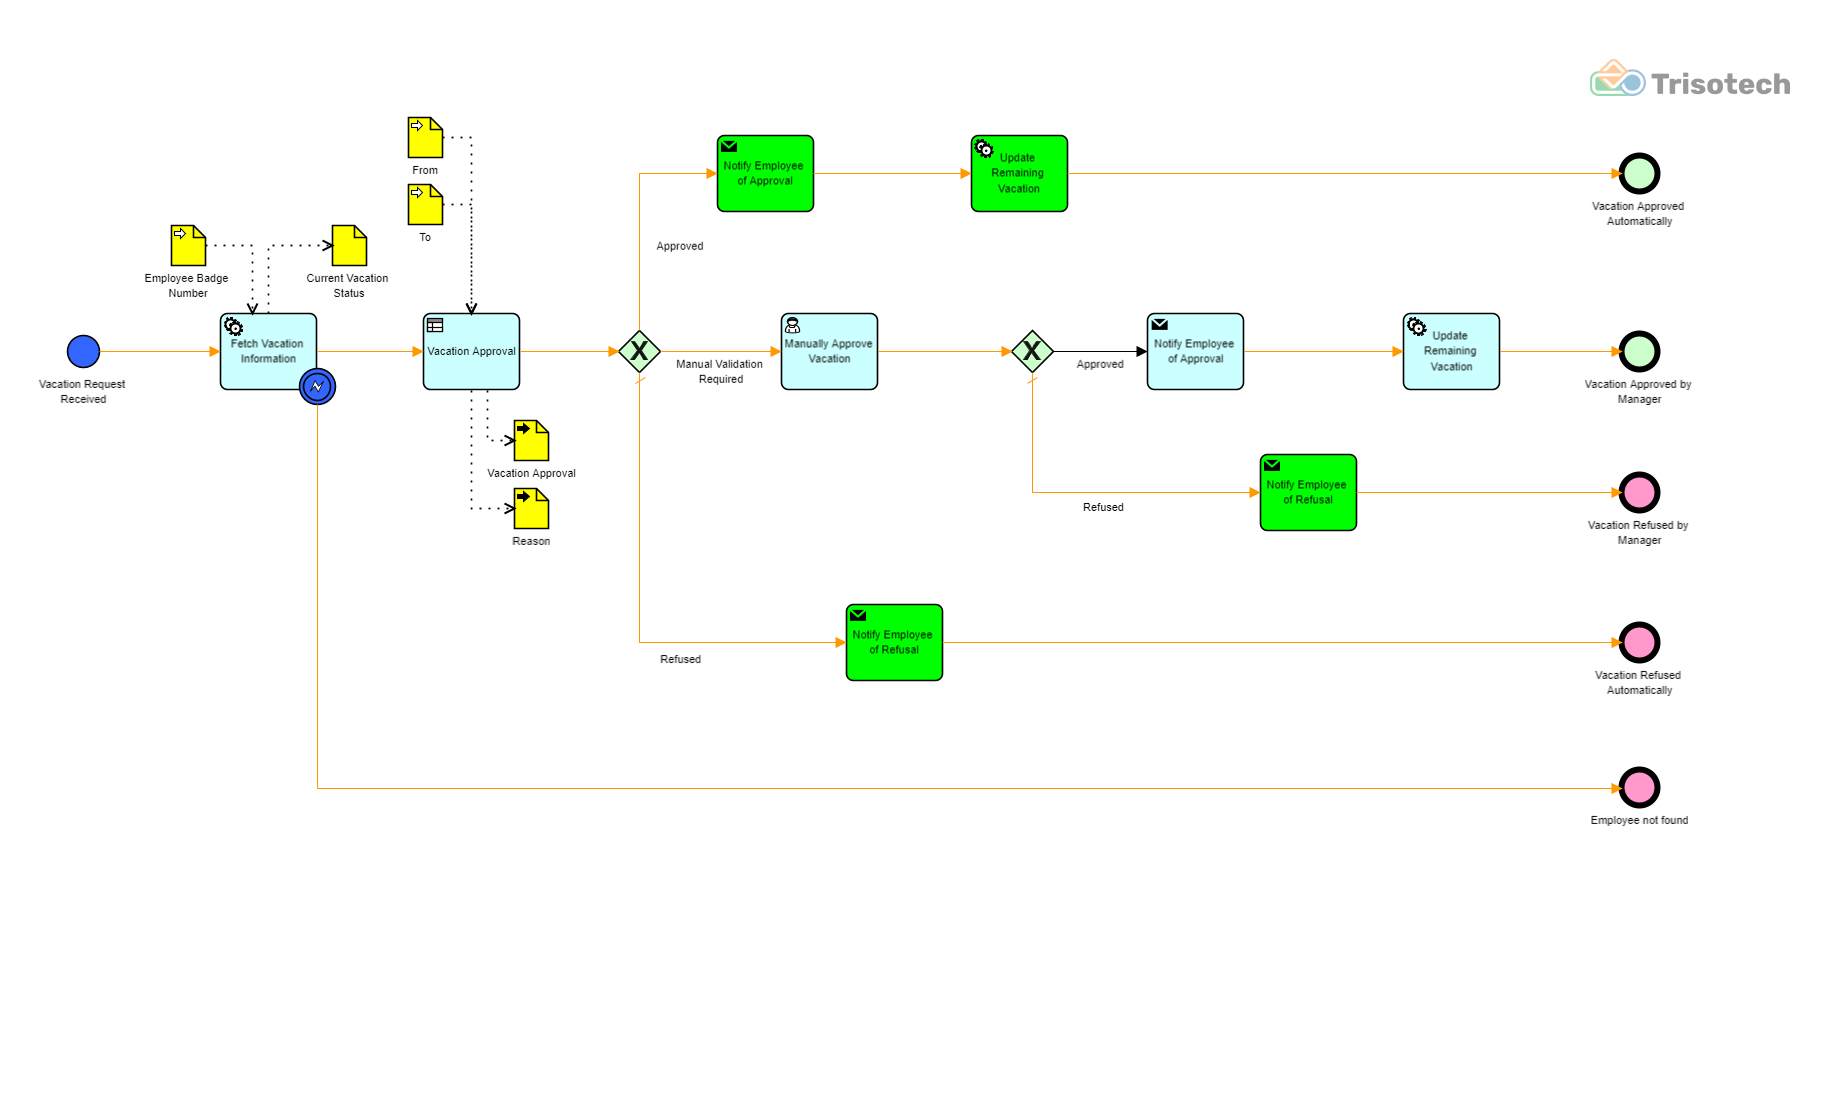 Trisotech
From
To
Notify Employee
of Approval
Update
Remaining
Vacation
Vacation Approved
Automatically
Approved
Employee Badge
Number
Current Vacation
Status
Vacation Request
Received
Fetch Vacation
Information
Vacation Approval
Manual Validation
Required
Manually Approve
Vacation
Approved
Notify Employee
of Approval
Update
Remaining
Vacation
Vacation Approved by
Manager
Vacation Approval
Reason
Refused
Notify Employee
of Refusal
Vacation Refused by
Manager
Refused
Notify Employee
of Refusal
Vacation Refused
Automatically
Employee not found